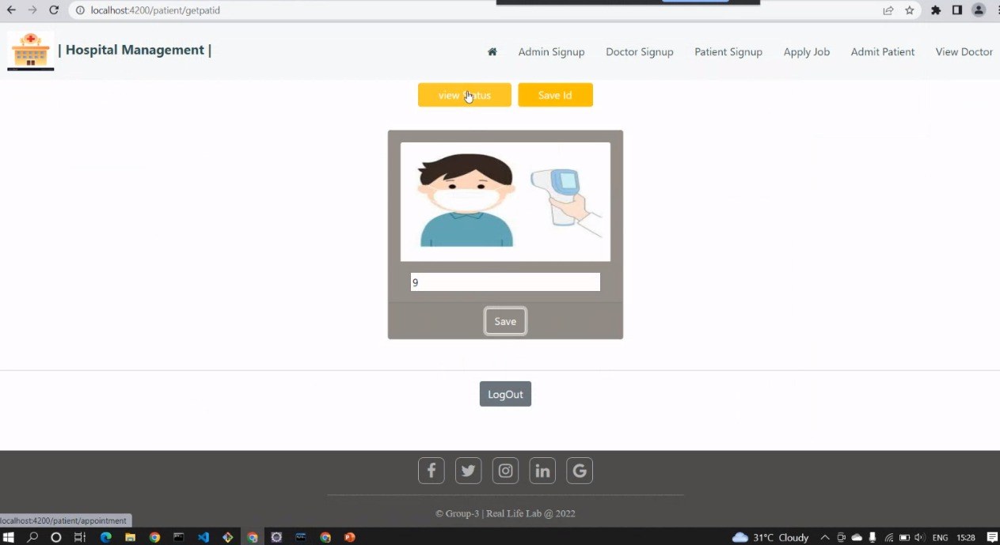 localhost:4200/patient/getpatid
| Hospital Management |
Admin Signup
Doctor Signup
Patient Signup
Apply Job
Admit Patient
View Doctor
view Status
Save Id
9
Save
LogOut
© Group-3 | Real Life Lab @ 2022
localhost:4200/patient/appointment
31°C Cloudy
ENG
15:28